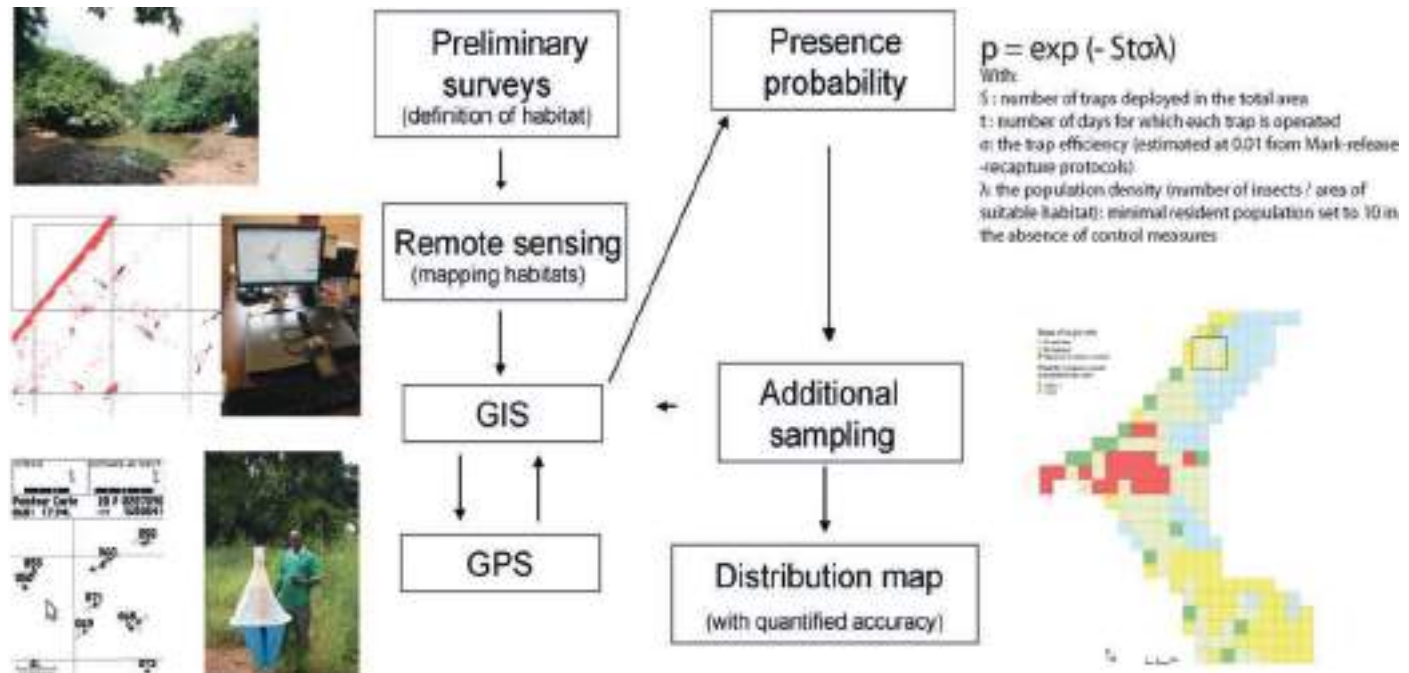 Preliminary
surveys
(definition of habitat)
Remote sensing
(mapping habitats)
GIS
GPS
Presence
probability
Additional
sampling
Distribution map
(with quantified accuracy)
p = exp (- Stσλ)
With:
S : number of traps deployed in the total area
t : number of days for which each trap is operated
σ: the trap efficiency (estimated at 0.01 from Mark-release
-recapture protocols)
λ: the population density (number of insects / area of
suitable habitat): minimal resident population set to 10 in
the absence of control measures
Pointeur Carte